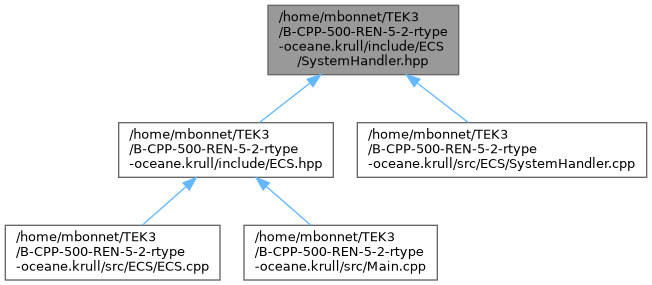 /home/mbonnet/TEK3
/B-CPP-500-REN-5-2-rtype
-oceane.krull/include/ECS
/SystemHandler.hpp
/home/mbonnet/TEK3
/B-CPP-500-REN-5-2-rtype
-oceane.krull/include/ECS.hpp
/home/mbonnet/TEK3
/B-CPP-500-REN-5-2-rtype
-oceane.krull/src/ECS/SystemHandler.cpp
/home/mbonnet/TEK3
/B-CPP-500-REN-5-2-rtype
-oceane.krull/src/ECS/ECS.cpp
/home/mbonnet/TEK3
/B-CPP-500-REN-5-2-rtype
-oceane.krull/src/Main.cpp